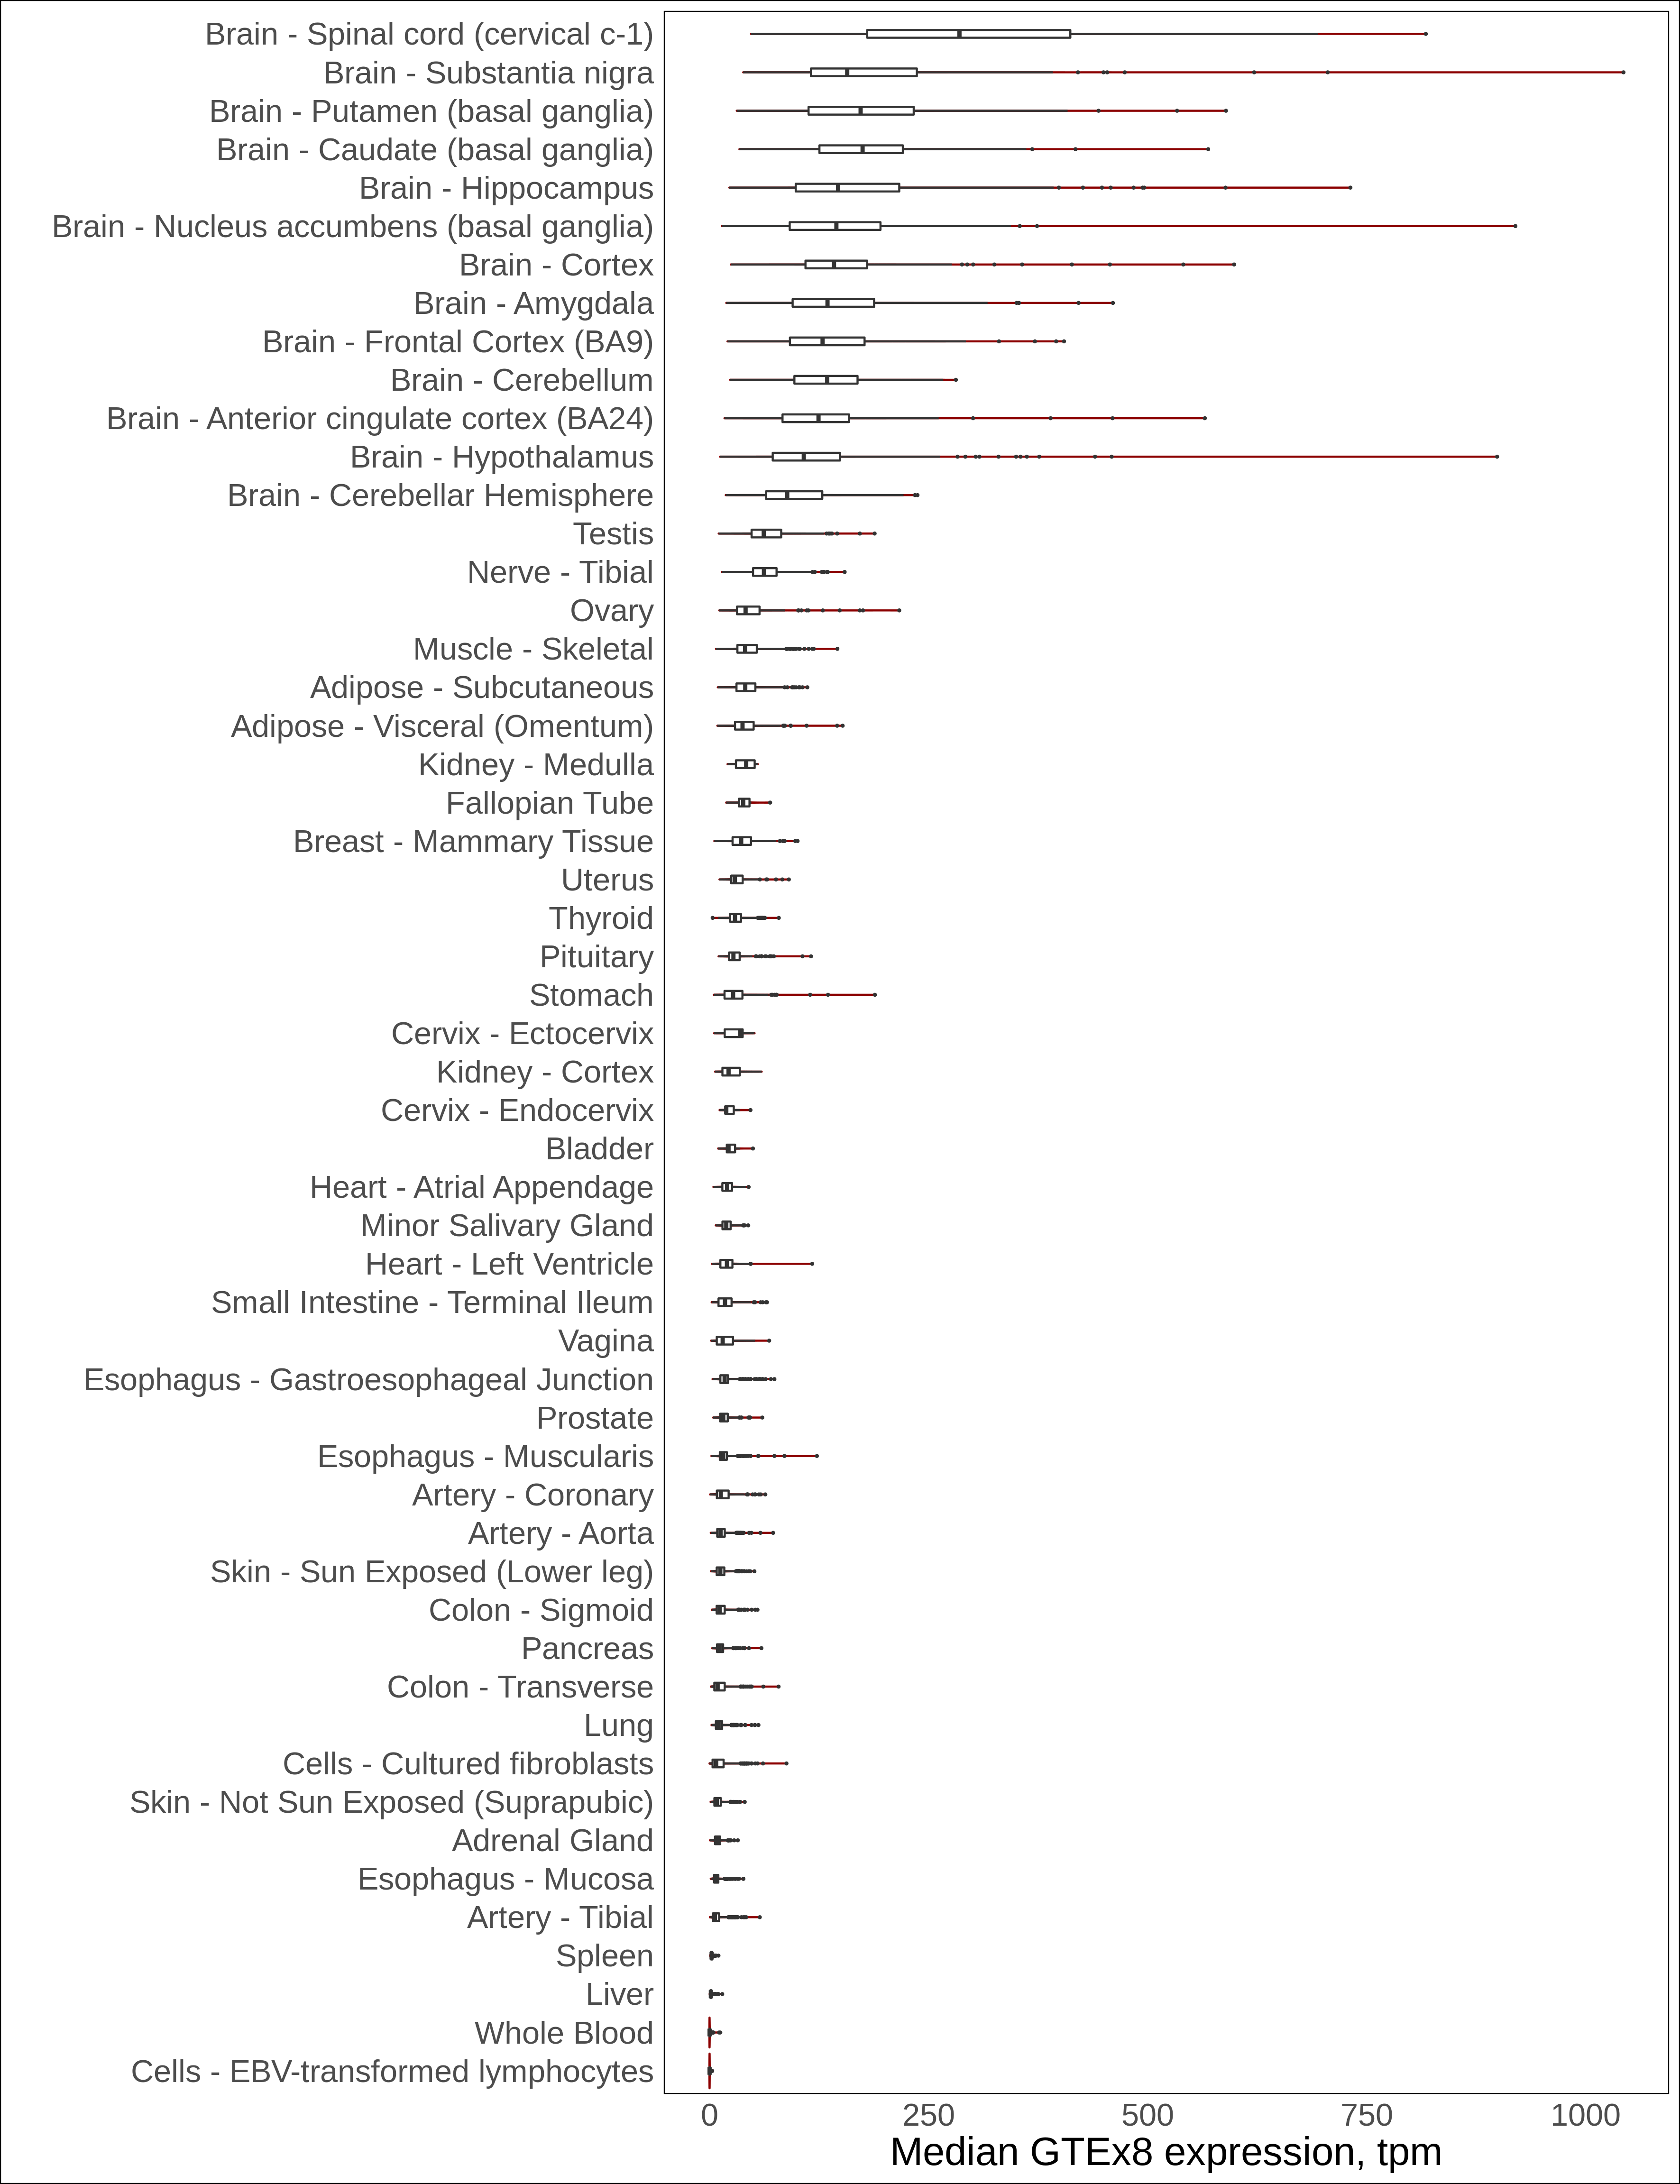 Brain - Spinal cord (cervical c-1)
Brain - Substantia nigra
Brain - Putamen (basal ganglia)
Brain - Caudate (basal ganglia)
Brain - Hippocampus
Brain - Nucleus accumbens (basal ganglia)
Brain - Cortex
Brain - Amygdala
Brain - Frontal Cortex (BA9)
Brain - Cerebellum
Brain - Anterior cingulate cortex (BA24)
Brain - Hypothalamus
Brain - Cerebellar Hemisphere
Testis
Nerve - Tibial
Ovary
Muscle - Skeletal
Adipose - Subcutaneous
Adipose - Visceral (Omentum)
Kidney - Medulla
Fallopian Tube
Breast - Mammary Tissue
Uterus
Thyroid
Pituitary
Stomach
Cervix - Ectocervix
Kidney - Cortex
Cervix - Endocervix
Bladder
Heart - Atrial Appendage
Minor Salivary Gland
Heart - Left Ventricle
Small Intestine - Terminal Ileum
Vagina
Esophagus - Gastroesophageal Junction
Prostate
Esophagus - Muscularis
Artery - Coronary
Artery - Aorta
Skin - Sun Exposed (Lower leg)
Colon - Sigmoid
Pancreas
Colon - Transverse
Lung
Cells - Cultured fibroblasts
Skin - Not Sun Exposed (Suprapubic)
Adrenal Gland
Esophagus - Mucosa
Artery - Tibial
Spleen
Liver
Whole Blood
Cells - EBV-transformed lymphocytes
0 250 500 750 1000
Median GTEx8 expression, tpm